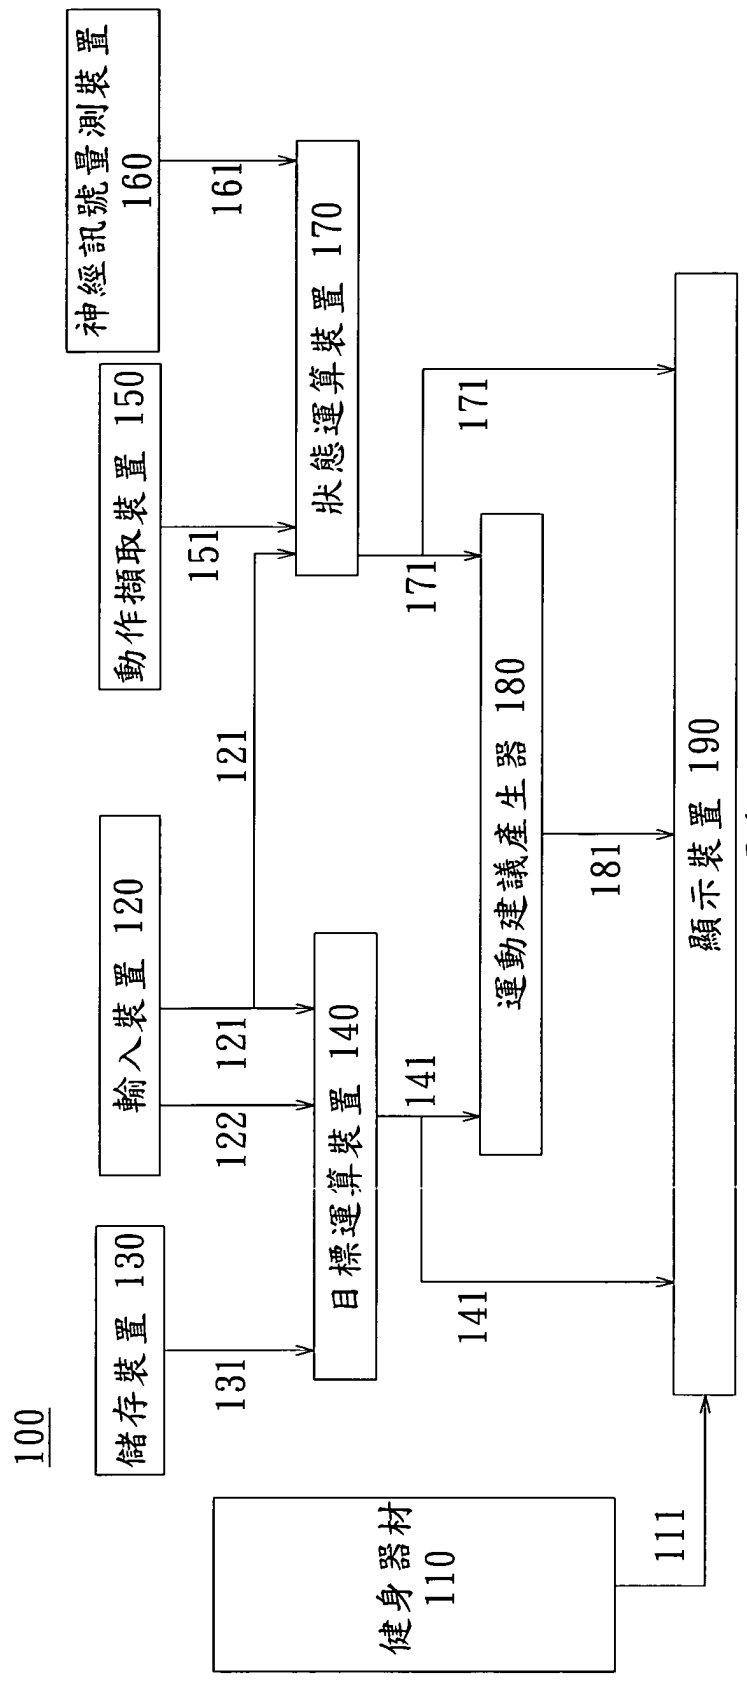 100
健身器材
110
111
儲存裝置 130
131
輸入裝置 120
122
121
121
動作擷取裝置 150
151
神經訊號量測裝置
160
161
目標運算裝置 140
141
141
狀態運算裝置 170
171
171
運動建議產生器 180
181
顯示裝置 190